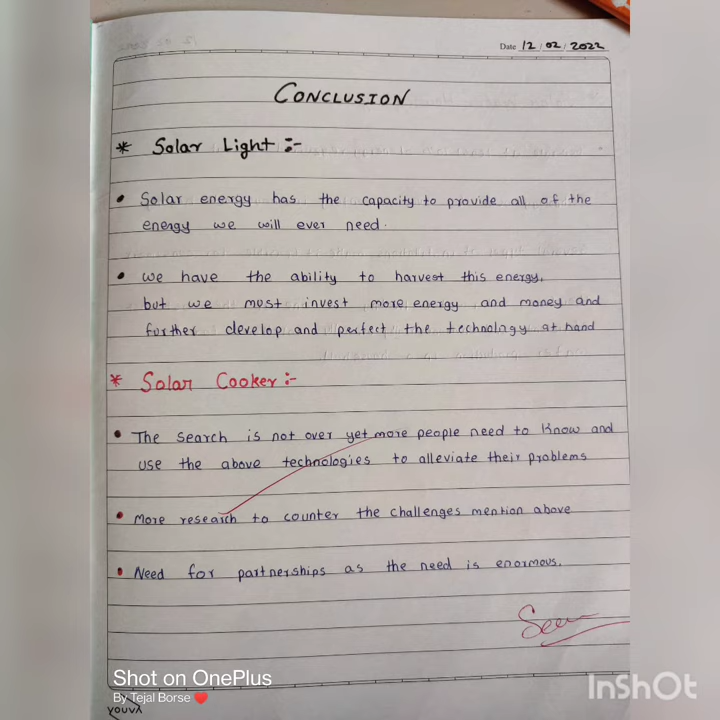 Date 12/02/2022
CONCLUSION
* Solar Light :-
• Solar energy has the capacity to provide all of the
energy we will ever need.
• we have the ability to harvest this energy,
but we must invest more energy and money and
further develop and perfect the technology at hand
* Solar Cooker :-
• The search is not over yet more people need to know and
use the above technologies to alleviate their problems
• More research to counter the challenges mention above
• Need for partnerships as the need is enormous.
Seen
Shot on OnePlus
By Tejal Borse ❤️
InShOt
youva